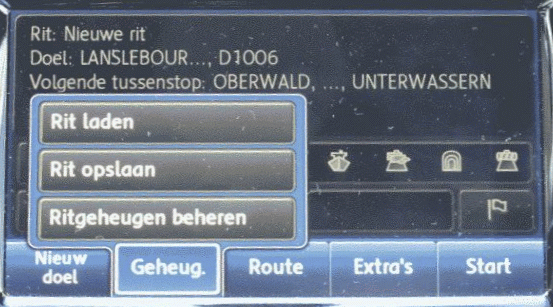 Rit: Nieuwe rit
Doel: LANSLEBOUR..., D1006
Volgende tussenstop: OBERWALD, ..., UNTERWASSERN
Rit laden
Rit opslaan
Ritgeheugen beheren
Nieuw
doel
Geheug.
Route
Extra's
Start